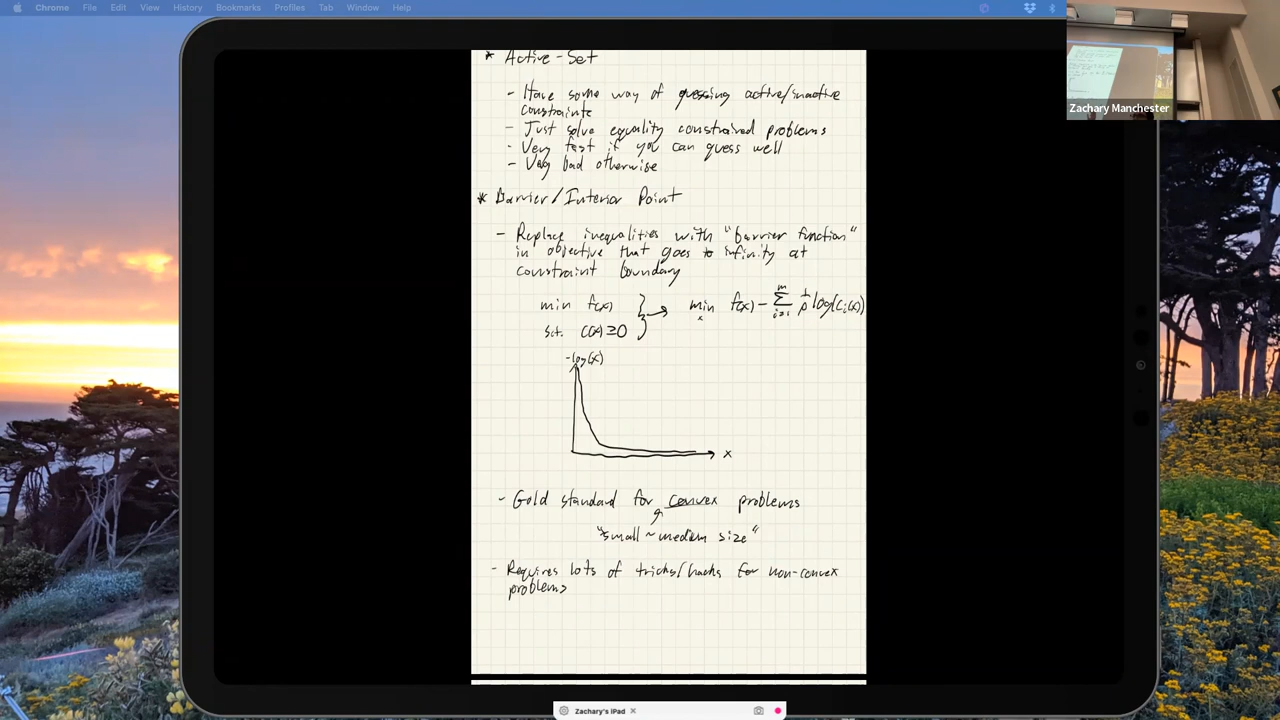 Chrome File Edit View History Bookmarks Profiles Tab Window Help
Zachary Manchester
* Active-Set
- Have some way of guessing active/inactive
constraints
- Just solve equality constrained problems
- Very fast if you can guess well
- Very bad otherwise
* Barrier/Interior Point
- Replace inequalities with "barrier function"
in objective that goes to infinity at
constraint boundary
min f(x) } → min f(x) - Σ 1/ρ log(cᵢ(x))
x i=1 m
s.t. c(x) ≥ 0
-log(x)
x
- Gold standard for convex problems
"small ~ medium size"
- Requires lots of tricks/hacks for non-convex
problems
Zachary's iPad